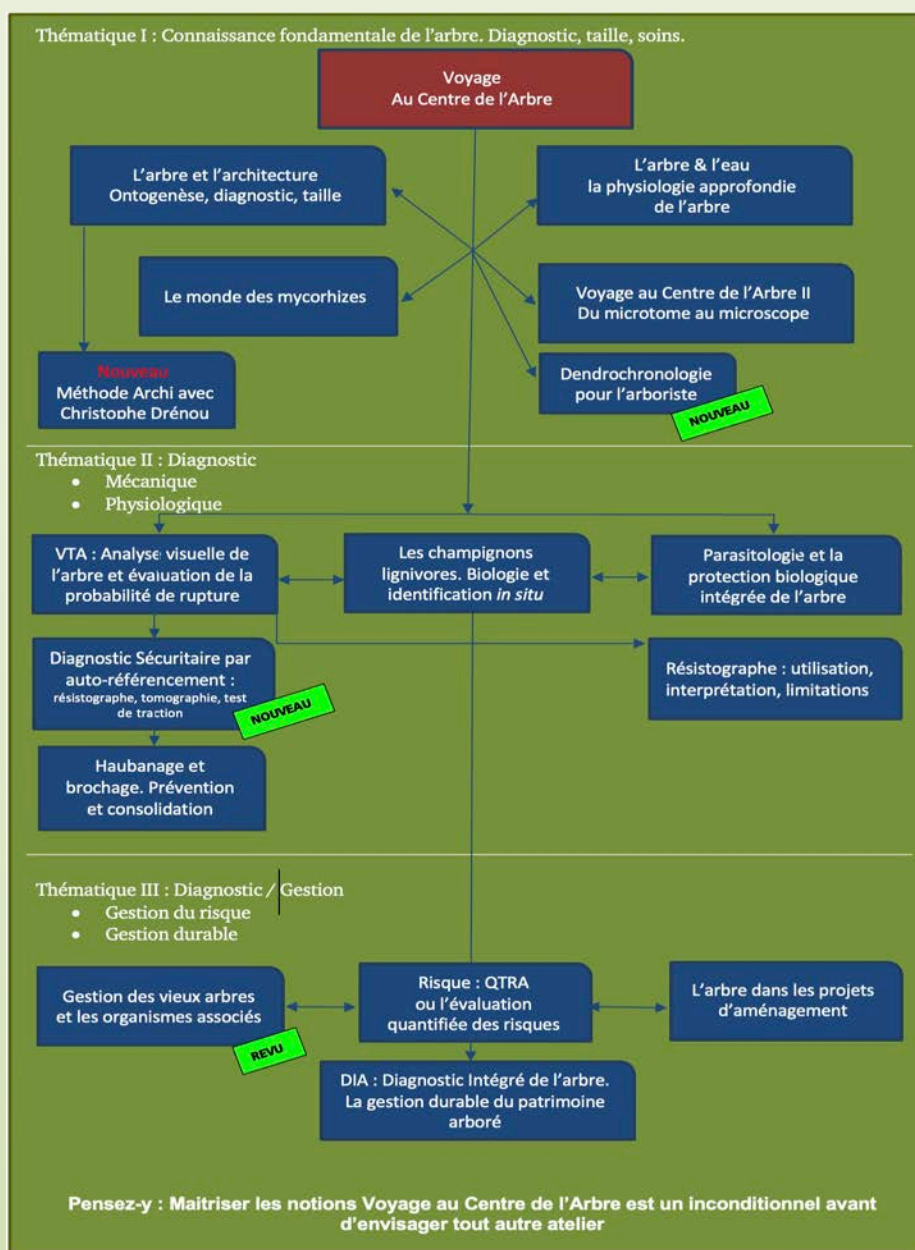 Thématique I : Connaissance fondamentale de l'arbre. Diagnostic, taille, soins.
Voyage
Au Centre de l'Arbre
L'arbre et l'architecture
Ontogenèse, diagnostic, taille
L'arbre & l'eau
la physiologie approfondie
de l'arbre
Le monde des mycorhizes
Voyage au Centre de l'Arbre II
Du microtome au microscope
Nouveau
Méthode Archi avec
Christophe Drénou
Dendrochronologie
pour l'arboriste
NOUVEAU
Thématique II : Diagnostic
• Mécanique
• Physiologique
VTA : Analyse visuelle de
l'arbre et évaluation de la
probabilité de rupture
Les champignons
lignivores. Biologie et
identification in situ
Parasitologie et la
protection biologique
intégrée de l'arbre
Diagnostic Sécuritaire par
auto-référencement :
résistographe, tomographie, test
de traction
NOUVEAU
Résistographe : utilisation,
interprétation, limitations
Haubanage et
brochage. Prévention
et consolidation
Thématique III : Diagnostic / Gestion
• Gestion du risque
• Gestion durable
Gestion des vieux arbres
et les organismes associés
REVU
Risque : QTRA
ou l'évaluation
quantifiée des risques
L'arbre dans les projets
d'aménagement
DIA : Diagnostic Intégré de l'arbre.
La gestion durable du patrimoine
arboré
Pensez-y : Maitriser les notions Voyage au Centre de l'Arbre est un inconditionnel avant
d'envisager tout autre atelier